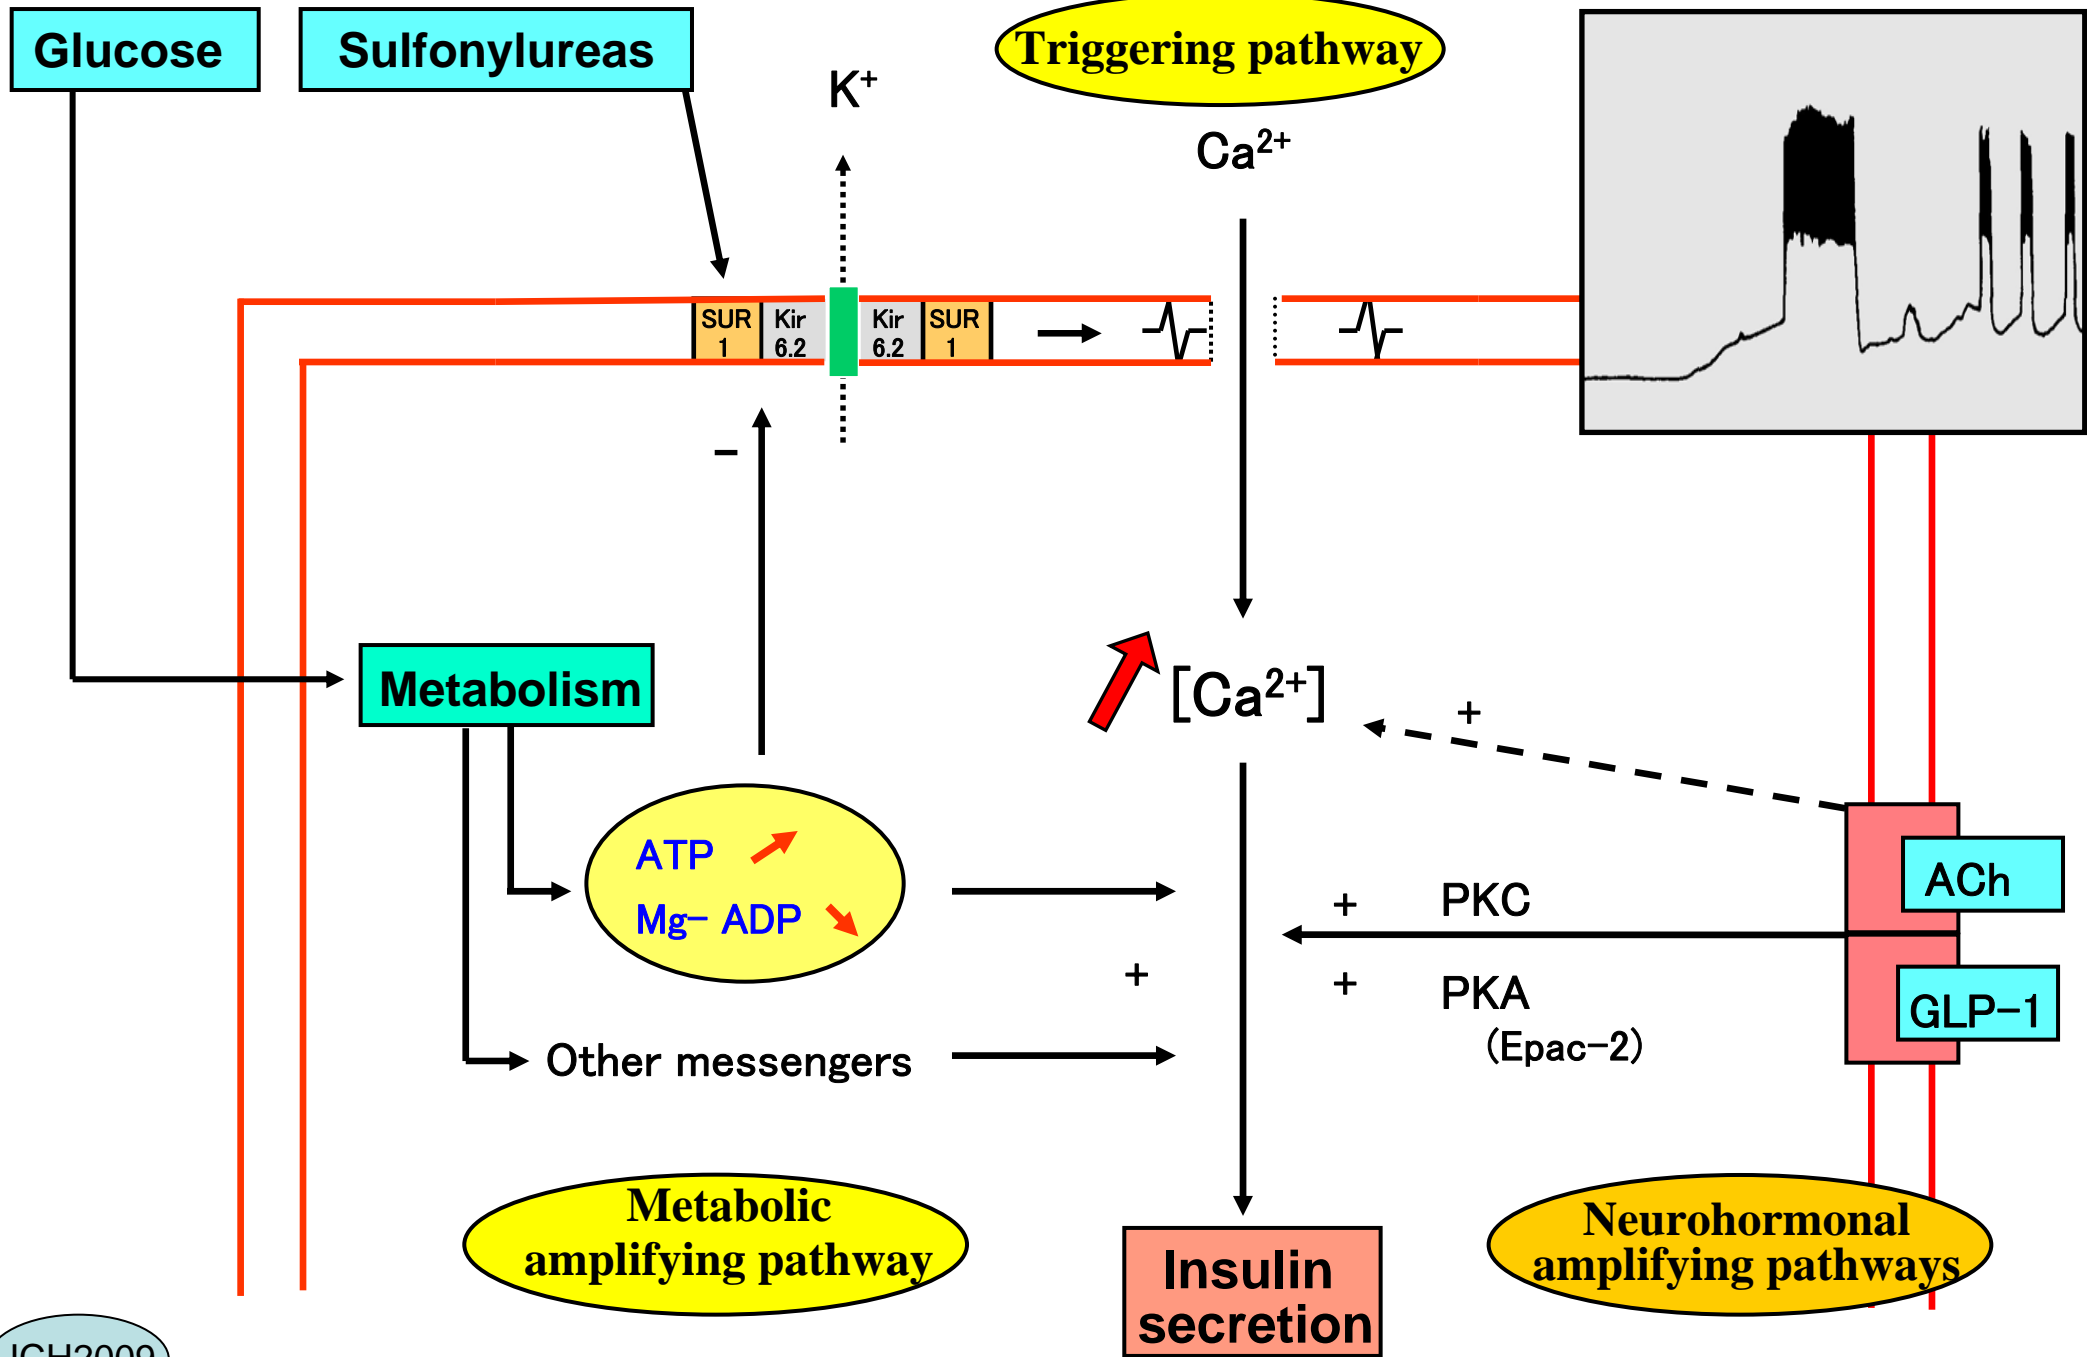 Glucose
Sulfonylureas
Triggering pathway
K⁺
Ca²⁺
SUR
1
Kir
6.2
Kir
6.2
SUR
1
−
Metabolism
[Ca²⁺]
+
ATP
Mg- ADP
ACh
+ PKC
+
+ PKA
(Epac-2)
GLP-1
Other messengers
Metabolic
amplifying pathway
Insulin
secretion
Neurohormonal
amplifying pathways
JCH2009